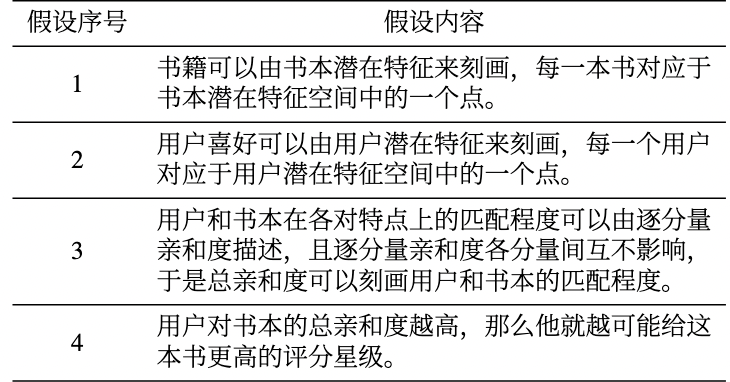 假设序号 假设内容
1 书籍可以由书本潜在特征来刻画，每一本书对应于
书本潜在特征空间中的一个点。
2 用户喜好可以由用户潜在特征来刻画，每一个用户
对应于用户潜在特征空间中的一个点。
用户和书本在各对特点上的匹配程度可以由逐分量
3 亲和度描述，且逐分量亲和度各分量间互不影响，
于是总亲和度可以刻画用户和书本的匹配程度。
4 用户对书本的总亲和度越高，那么他就越可能给这
本书更高的评分星级。